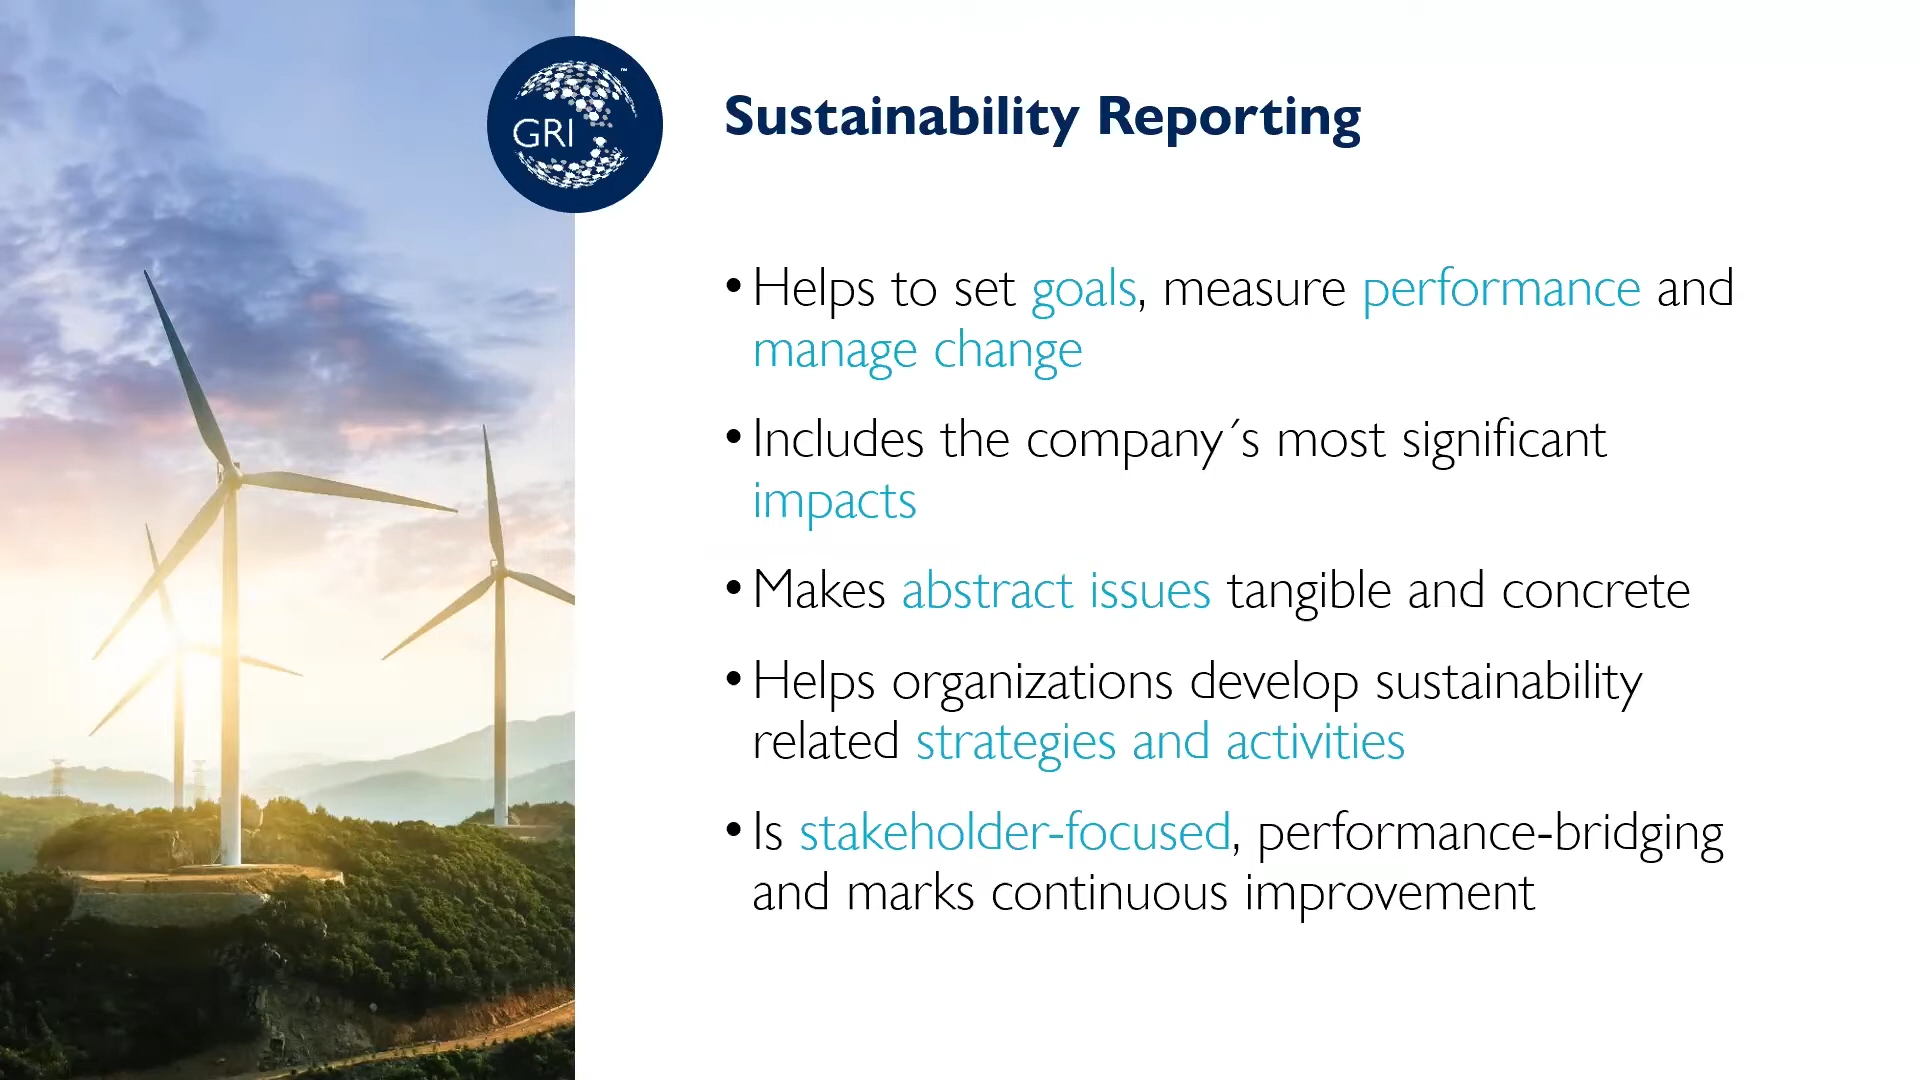 GRI
™
Sustainability Reporting
• Helps to set goals, measure performance and
manage change
• Includes the company´s most significant
impacts
• Makes abstract issues tangible and concrete
• Helps organizations develop sustainability
related strategies and activities
• Is stakeholder-focused, performance-bridging
and marks continuous improvement